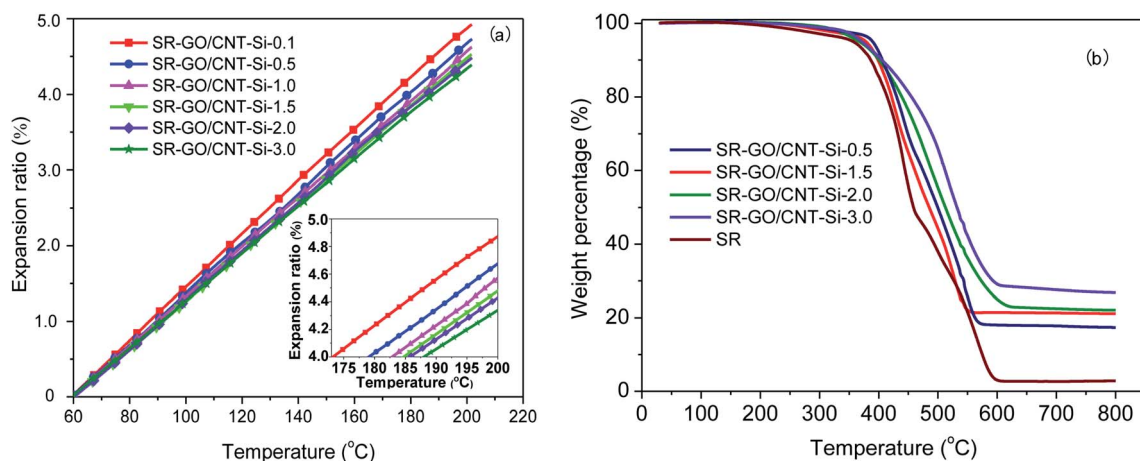 (a)
SR-GO/CNT-Si-0.1
SR-GO/CNT-Si-0.5
SR-GO/CNT-Si-1.0
SR-GO/CNT-Si-1.5
SR-GO/CNT-Si-2.0
SR-GO/CNT-Si-3.0
Expansion ratio (%)
5.0
4.0
3.0
2.0
1.0
0
60 80 100 120 140 160 180 200 220
Temperature (°C)
Expansion ratio (%)
5.0
4.8
4.6
4.4
4.2
4.0
175 180 185 190 195 200
Temperature (°C)
(b)
SR-GO/CNT-Si-0.5
SR-GO/CNT-Si-1.5
SR-GO/CNT-Si-2.0
SR-GO/CNT-Si-3.0
SR
Weight percentage (%)
100
80
60
40
20
0
0 100 200 300 400 500 600 700 800
Temperature (°C)